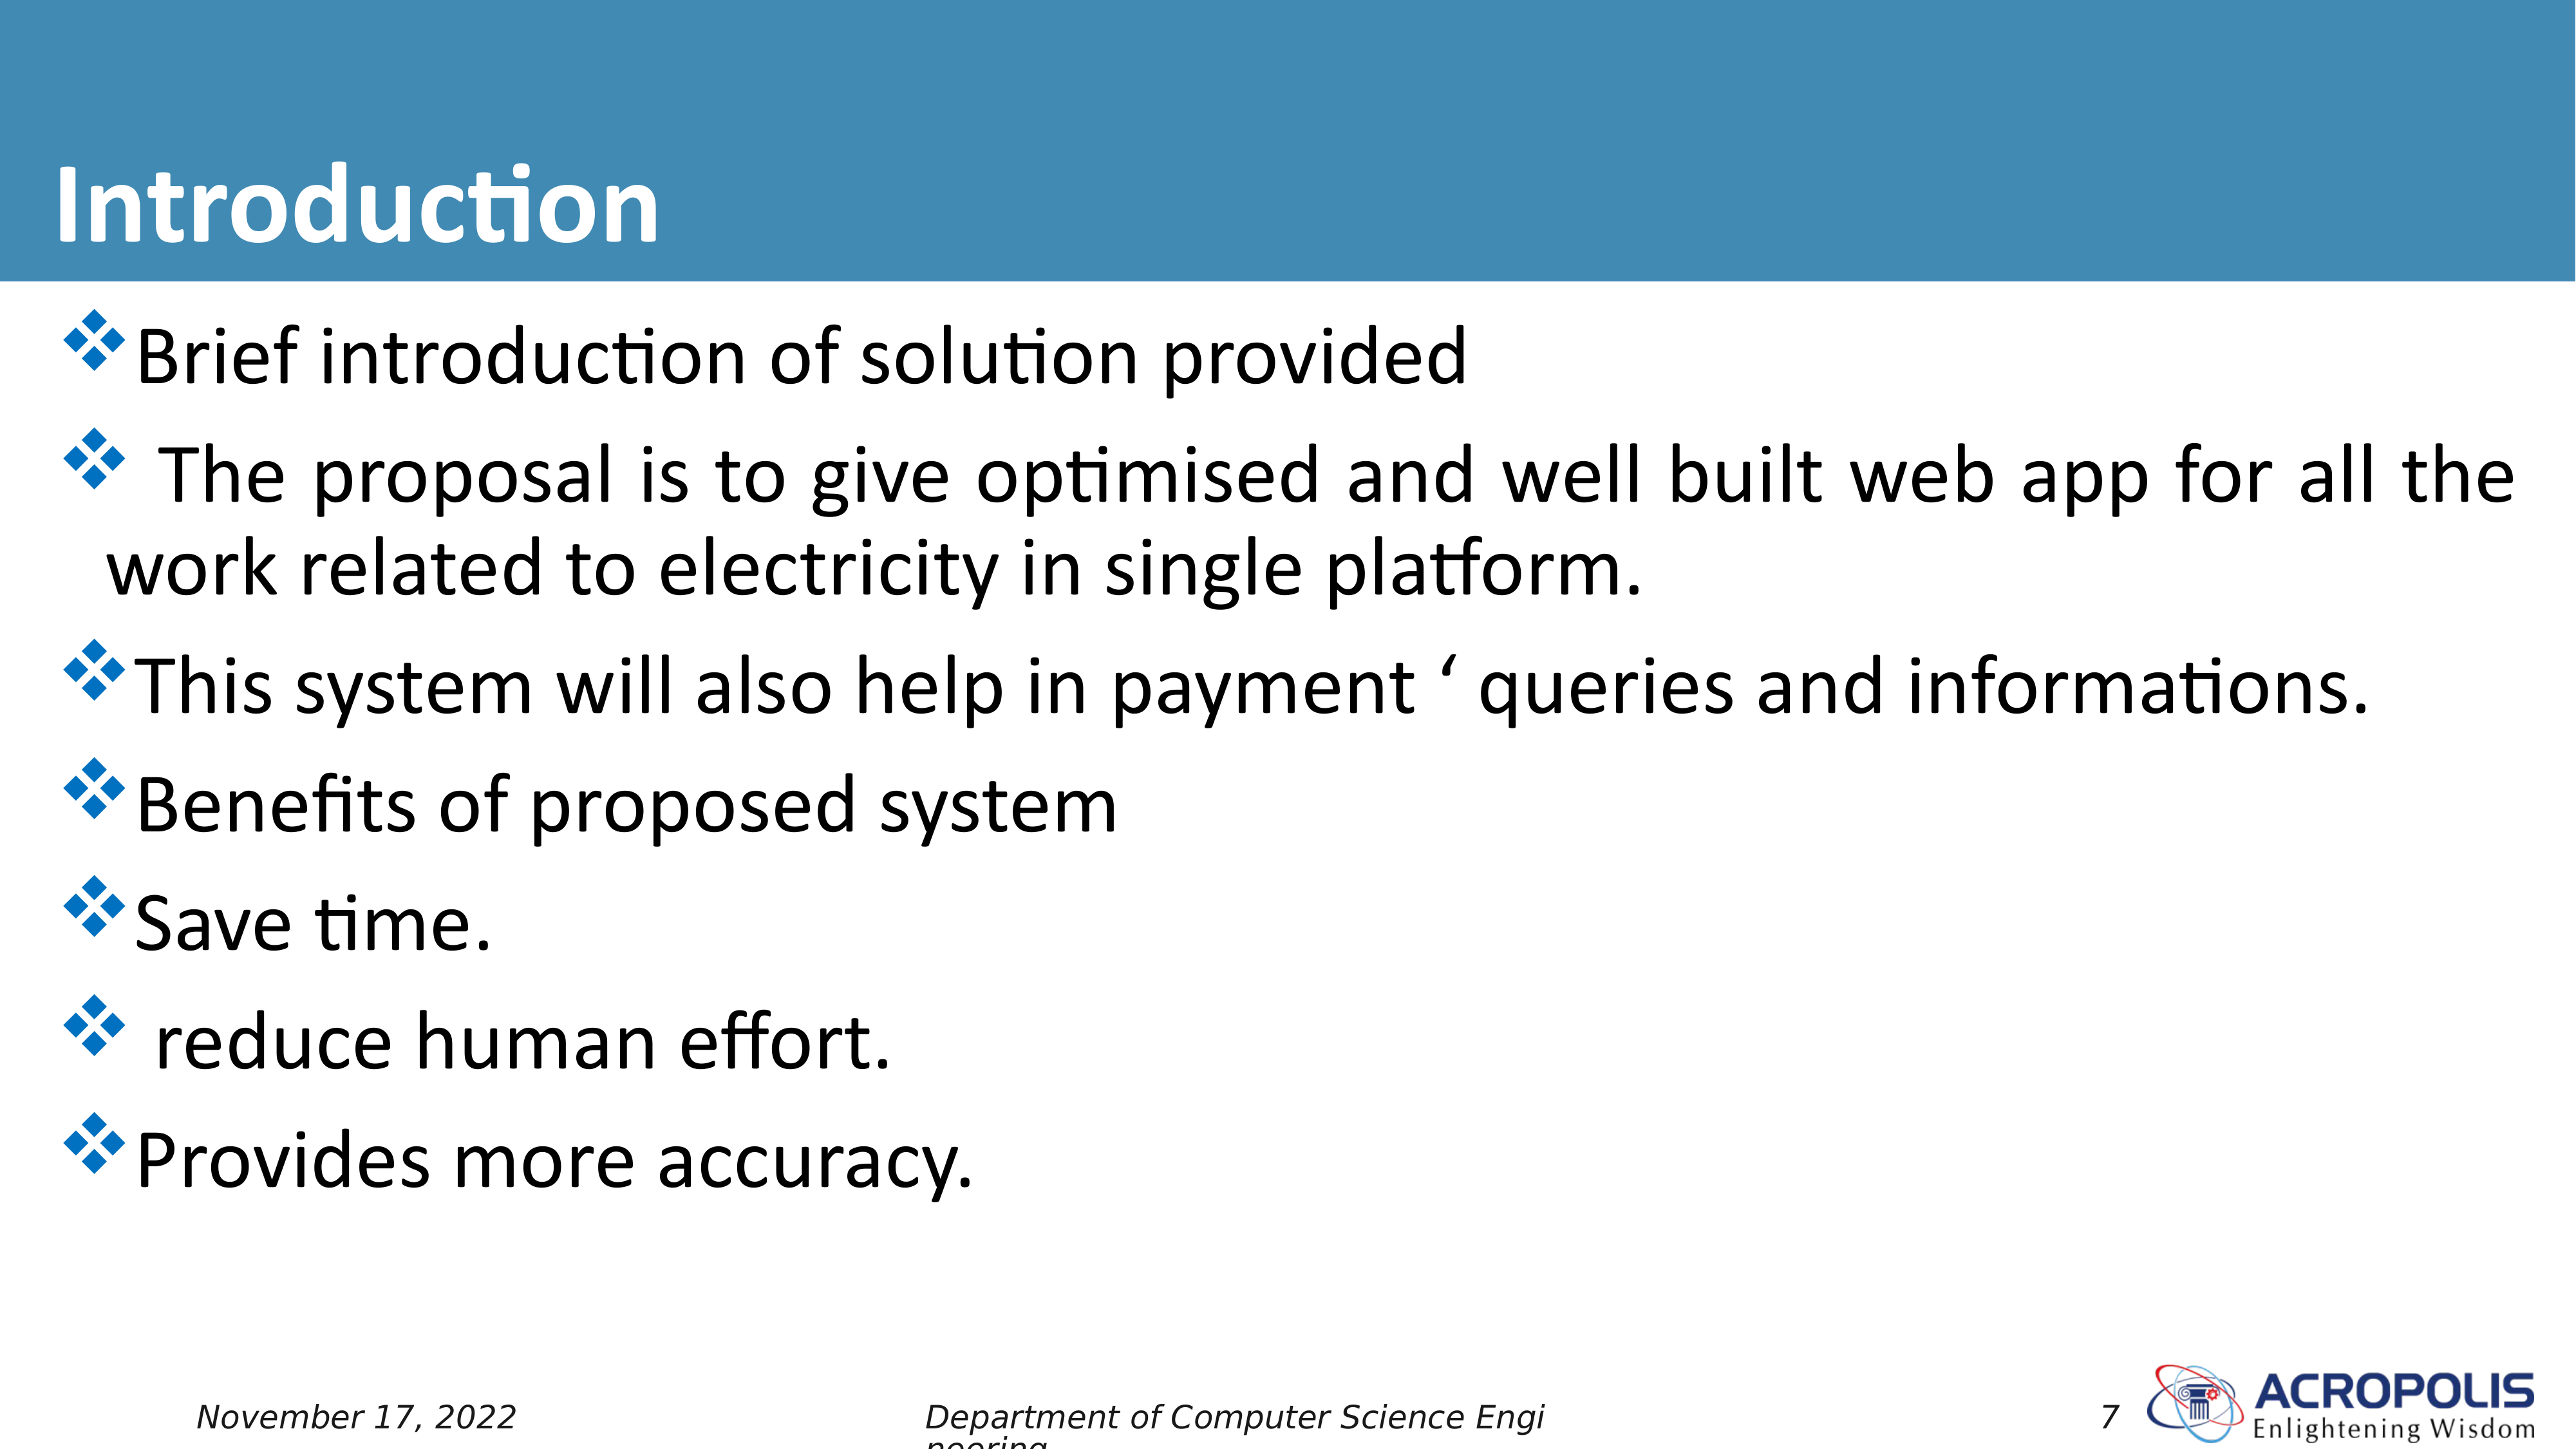 Introduction
❖Brief introduction of solution provided
❖ The proposal is to give optimised and well built web app for all the
work related to electricity in single platform.
❖This system will also help in payment ‘ queries and informations.
❖Benefits of proposed system
❖Save time.
❖ reduce human effort.
❖Provides more accuracy.
November 17, 2022
Department of Computer Science Engi
neering
7
ACROPOLIS
Enlightening Wisdom